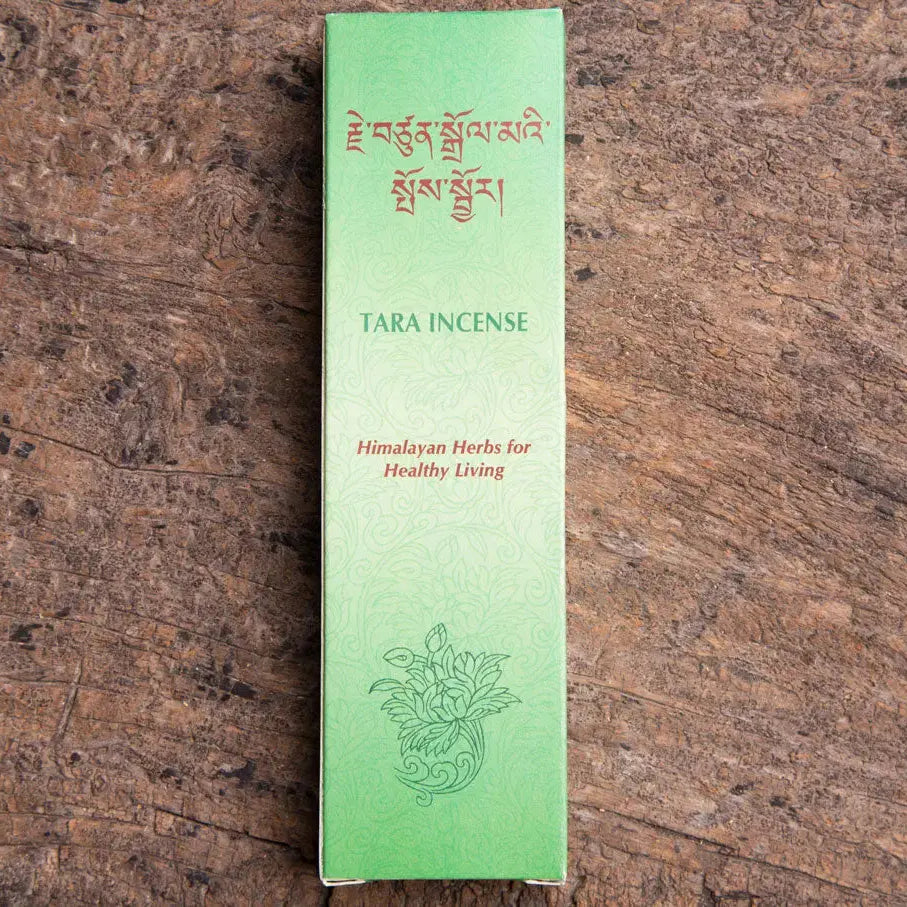 རྗེ་བཙུན་སྒྲོལ་མའི་
སྤོས་སྦྱོར།
TARA INCENSE
Himalayan Herbs for
Healthy Living